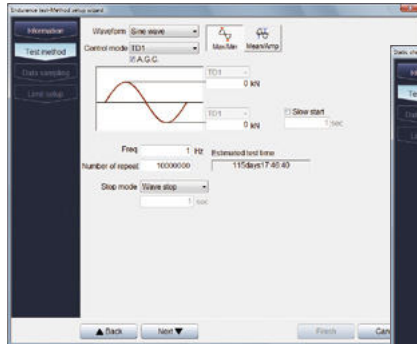 Endurance test-Method setup wizard
Information
Test method
Data sampling
Limit setup
Waveform Sine wave
Control mode TD1
A.G.C.
Max/Min Mean/Amp
TD1
0 kN
TD1
0 kN
Slow start
1 sec
Freq 1 Hz
Number of repeat 10000000
Estimated test time
115days17:46:40
Stop mode Wave stop
1 sec
Back Next Finish